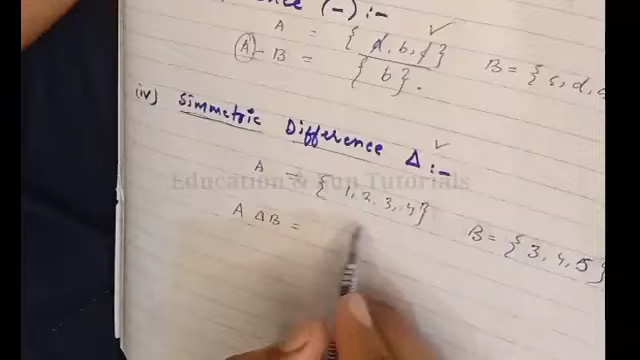 (-) :-
A = {a, b, c} B = {c, d, a
A - B = { b }.
iv) Simmetric Difference Δ :-
A = { 1, 2, 3, 4} B = {3, 4, 5}
A Δ B =
Education & Fun Tutorials